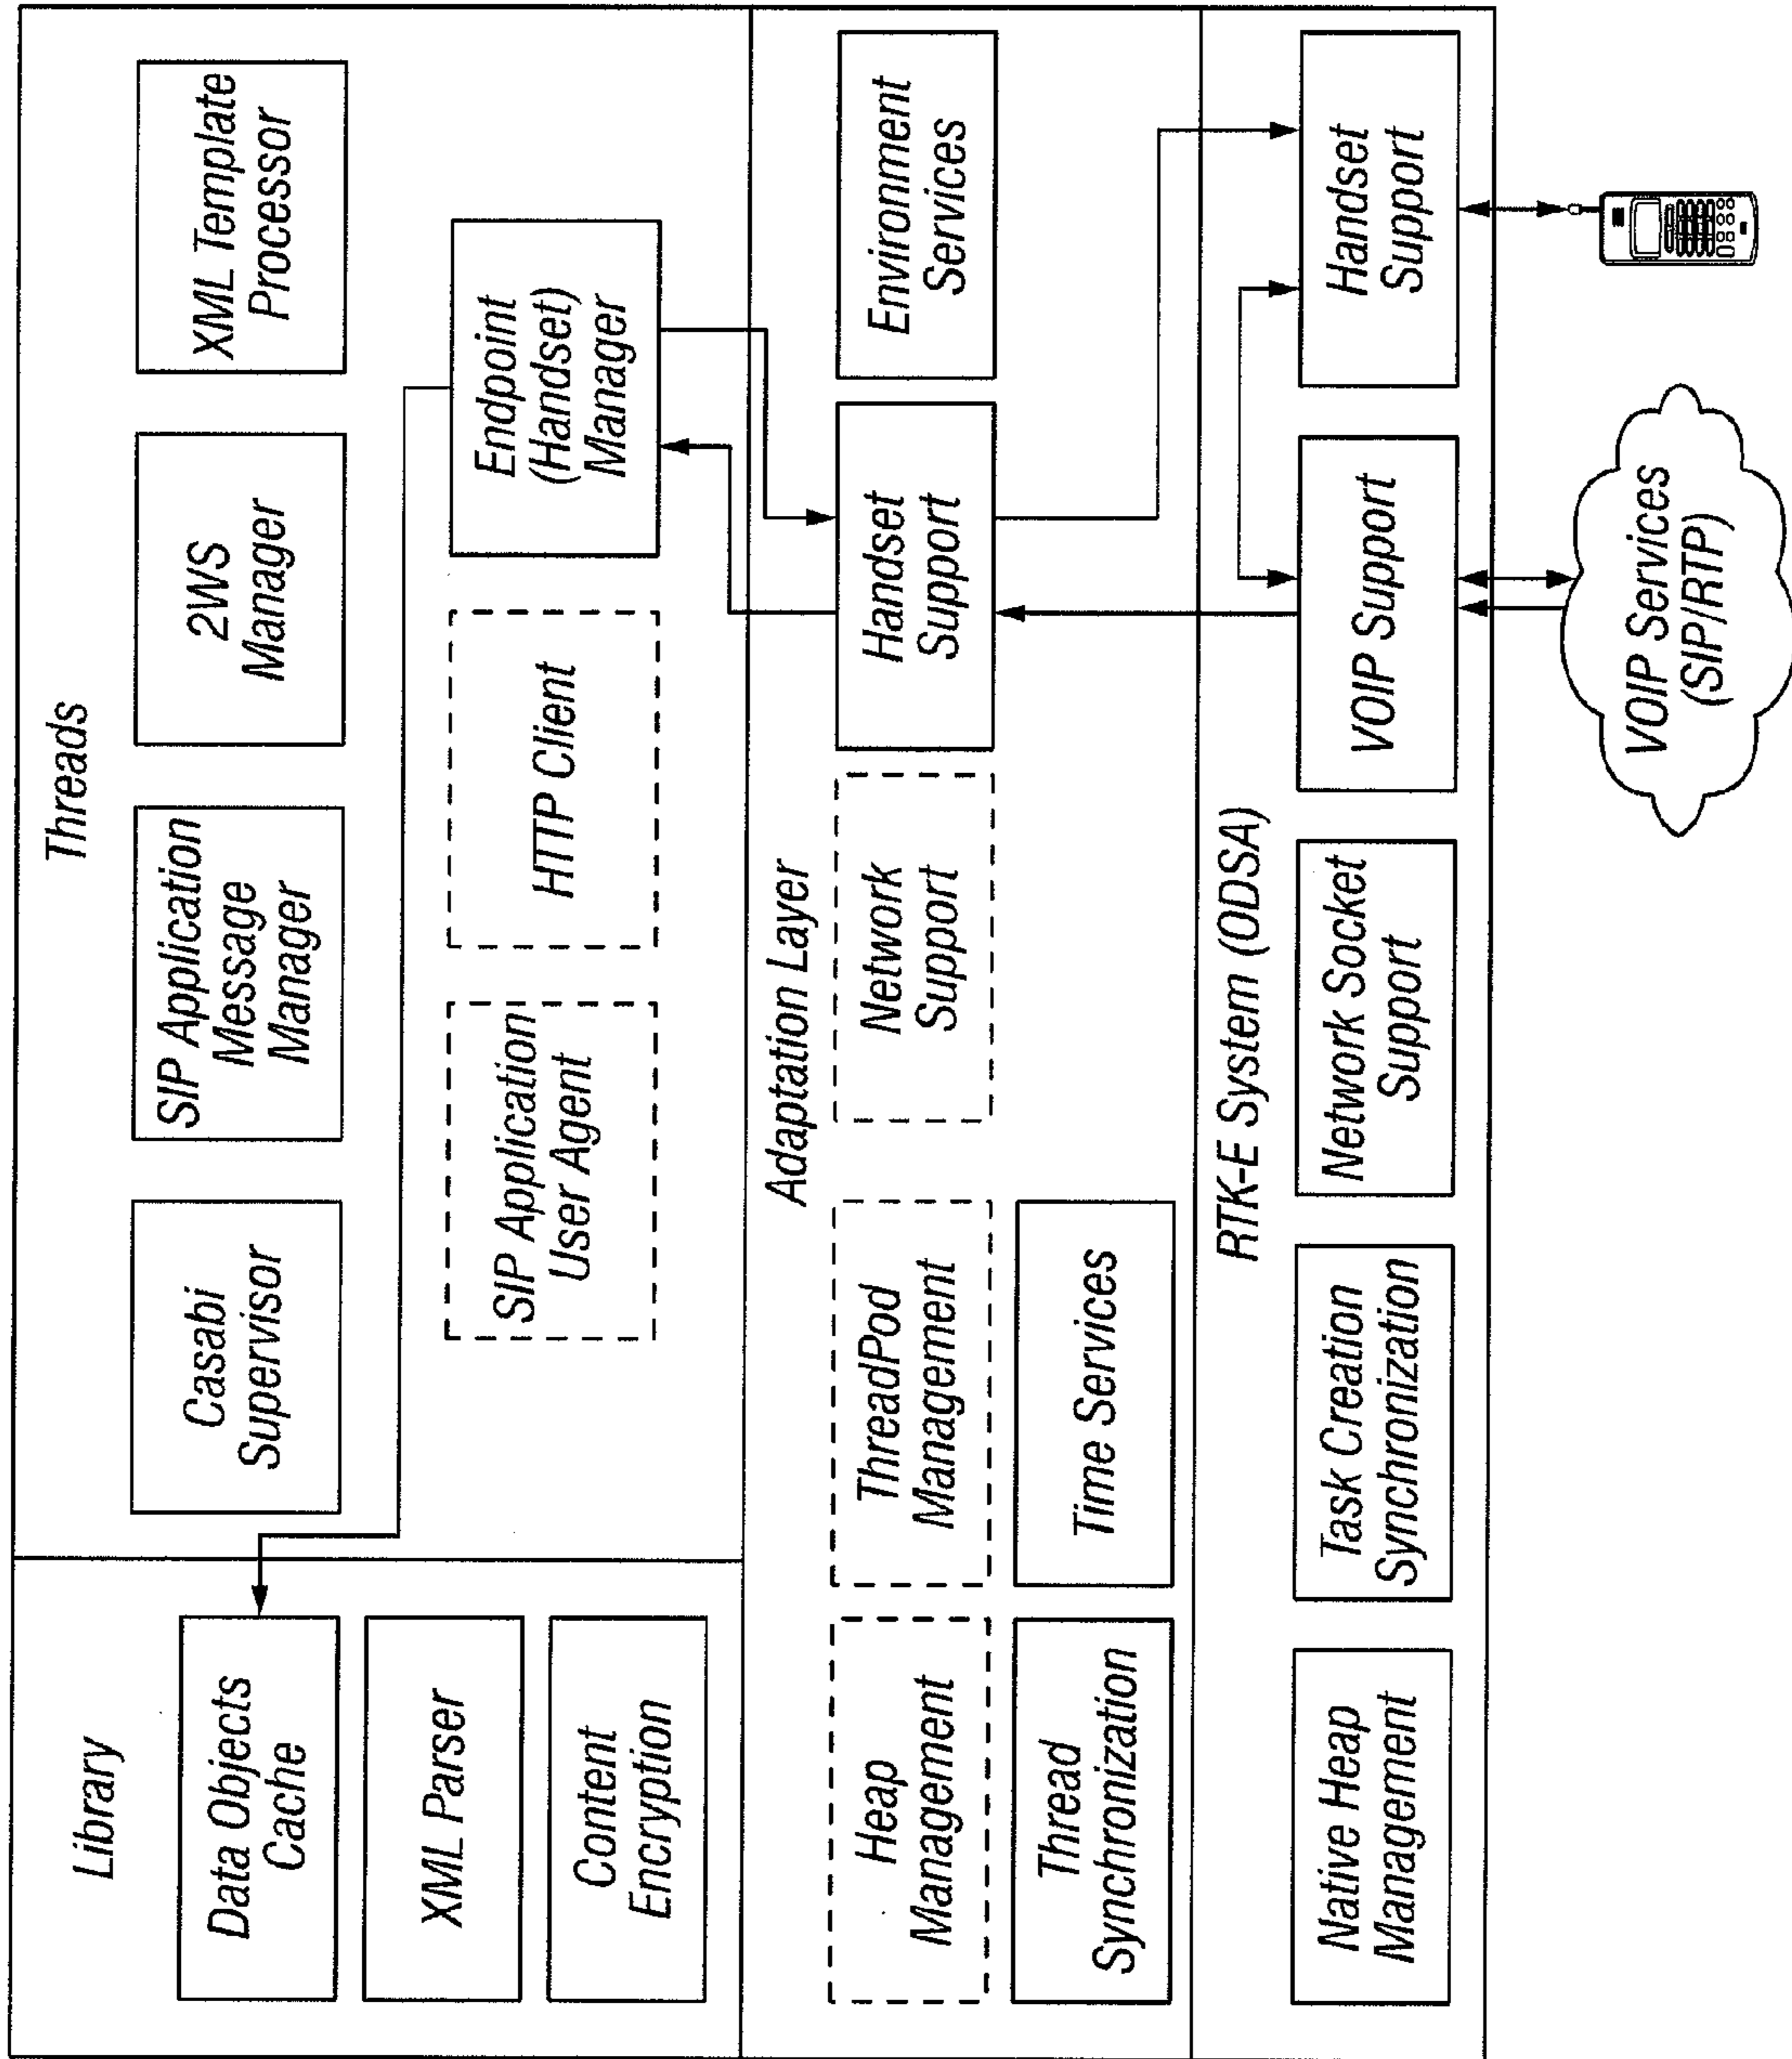 Library
Data Objects
Cache
XML Parser
Content
Encryption
Threads
Casabi
Supervisor
SIP Application
Message
Manager
2WS
Manager
XML Template
Processor
SIP Application
User Agent
HTTP Client
Endpoint
(Handset)
Manager
Adaptation Layer
Heap
Management
ThreadPod
Management
Network
Support
Handset
Support
Environment
Services
Thread
Synchronization
Time Services
RTK-E System (ODSA)
Native Heap
Management
Task Creation
Synchronization
Network Socket
Support
VOIP Support
Handset
Support
VOIP Services
(SIP/RTP)